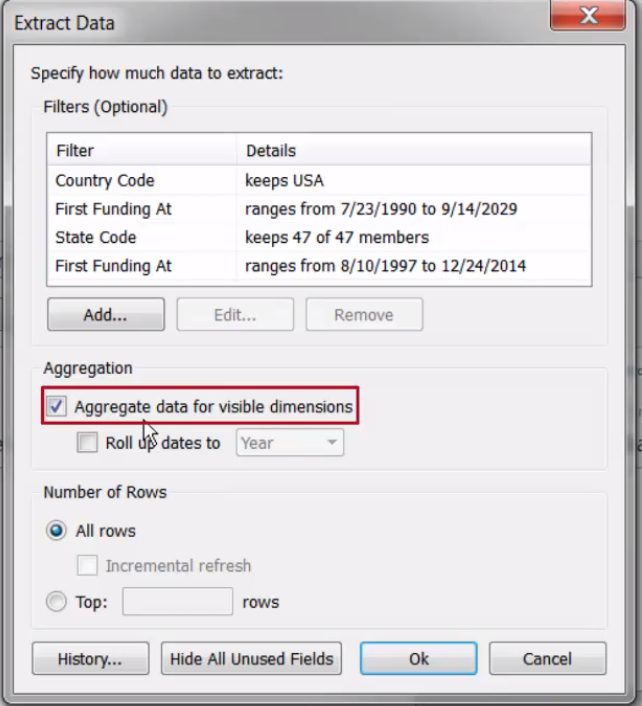 Extract Data
Specify how much data to extract:
Filters (Optional)
Filter Details
Country Code keeps USA
First Funding At ranges from 7/23/1990 to 9/14/2029
State Code keeps 47 of 47 members
First Funding At ranges from 8/10/1997 to 12/24/2014
Add... Edit... Remove
Aggregation
Aggregate data for visible dimensions
Roll up dates to Year
Number of Rows
All rows
Incremental refresh
Top: rows
History... Hide All Unused Fields Ok Cancel